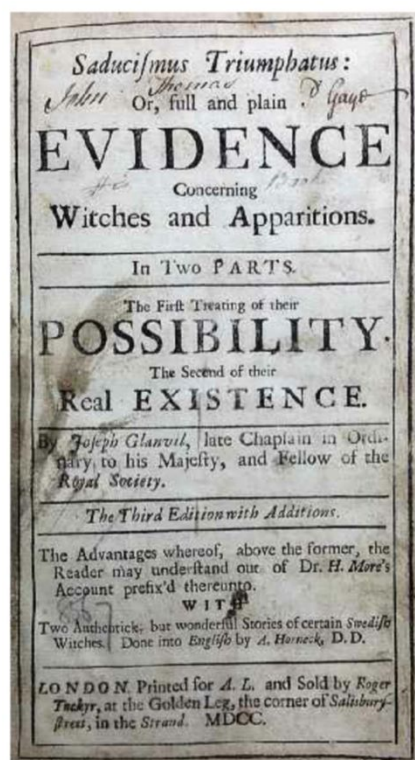 Saduciſmus Triumphatus:
John Thomas
Or, full and plain
EVIDENCE
his Book
Concerning
Witches and Apparitions.
In Two PARTS.
The Firſt Treating of their
POSSIBILITY.
The Second of their
Real EXISTENCE.
By Joſeph Glanvil, late Chaplain in Ordi-
nary to his Majeſty, and Fellow of the
Royal Society.
The Third Edition with Additions.
The Advantages whereof, above the former, the
Reader may underſtand out of Dr. H. More's
Account prefix'd thereunto.
WITH
Two Authentick, but wonderful Stories of certain Swediſh
Witches. Done into Engliſh by A. Horneck, D. D.
LONDON. Printed for A. L. and Sold by Roger
Tuckyr, at the Golden Leg, the corner of Salisbury-
ſtreet, in the Strand. MDCC.